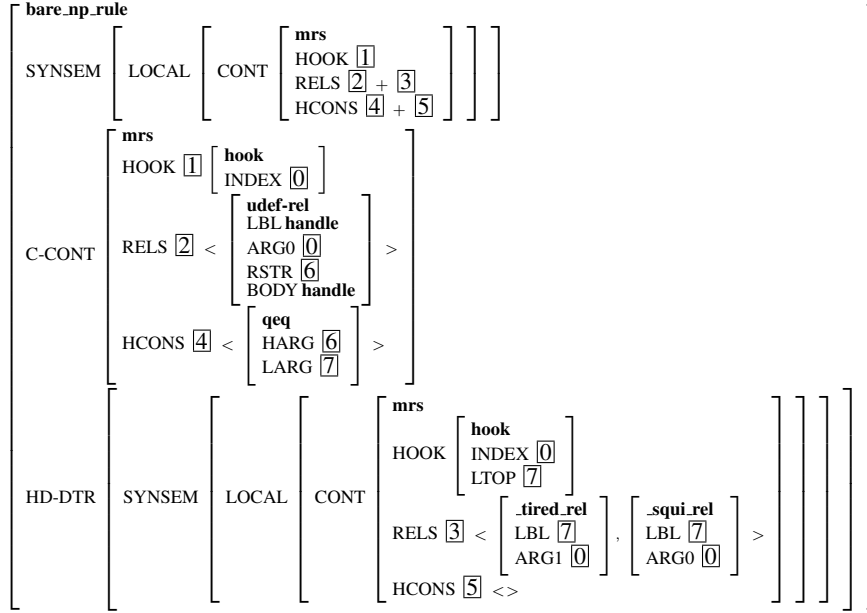 bare_np_rule
SYNSEM LOCAL CONT mrs
HOOK 1
RELS 2 + 3
HCONS 4 + 5
C-CONT mrs
HOOK 1 hook
INDEX 0
RELS 2 < udef-rel
LBL handle
ARG0 0
RSTR 6
BODY handle >
HCONS 4 < qeq
HARG 6
LARG 7 >
HD-DTR SYNSEM LOCAL CONT mrs
HOOK hook
INDEX 0
LTOP 7
RELS 3 < _tired_rel
LBL 7
ARG1 0 , _squi_rel
LBL 7
ARG0 0 >
HCONS 5 <>